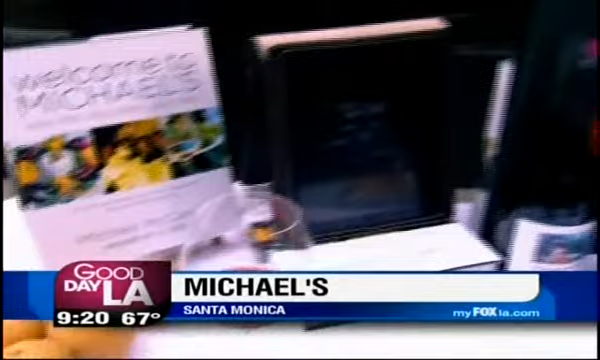 welcome to
MICHAEL'S
GOOD
DAY LA
MICHAEL'S
SANTA MONICA
myFOXla.com
9:20 67°